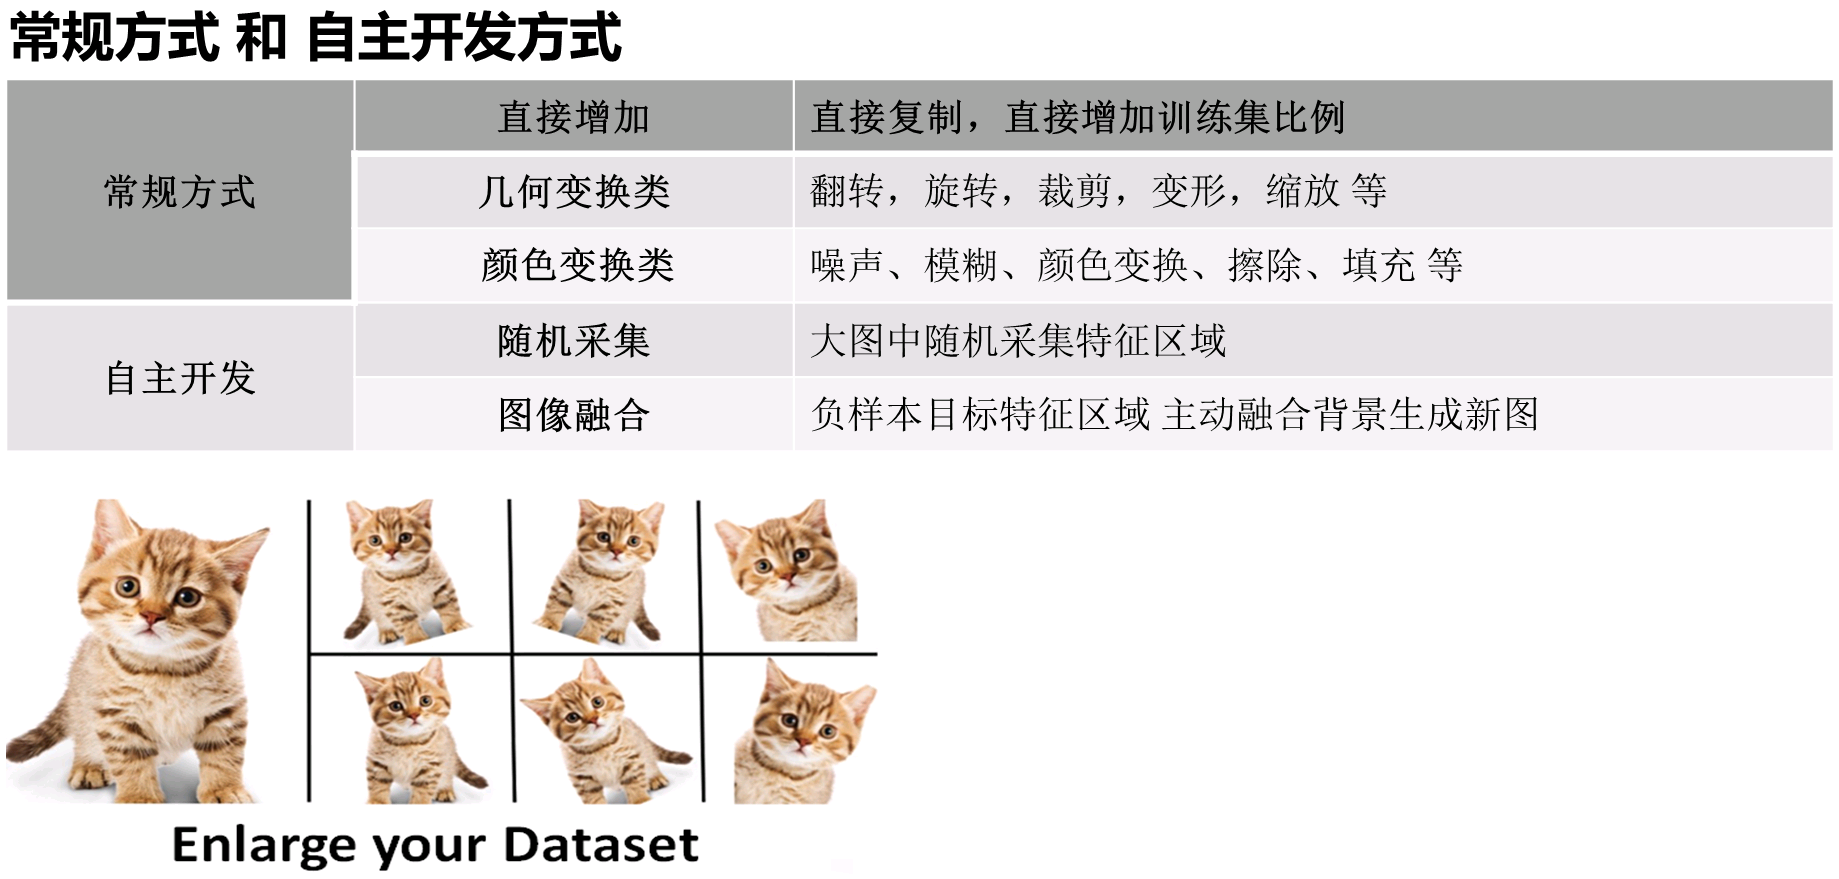 常规方式 和 自主开发方式
常规方式
直接增加
直接复制，直接增加训练集比例
几何变换类
翻转，旋转，裁剪，变形，缩放 等
颜色变换类
噪声、模糊、颜色变换、擦除、填充 等
自主开发
随机采集
大图中随机采集特征区域
图像融合
负样本目标特征区域 主动融合背景生成新图
Enlarge your Dataset